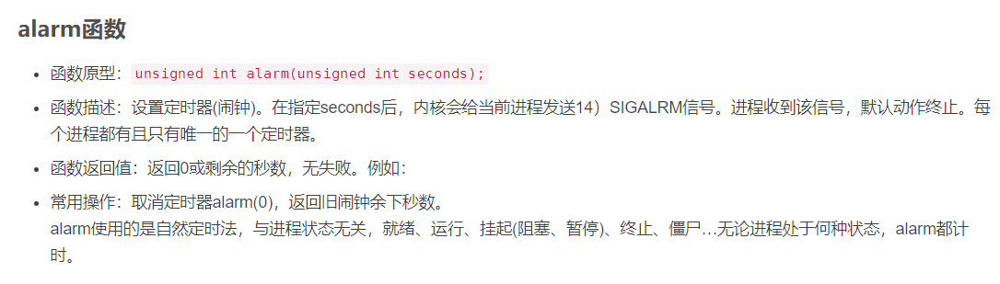 alarm函数
函数原型：unsigned int alarm(unsigned int seconds);
函数描述：设置定时器(闹钟)。在指定seconds后，内核会给当前进程发送14）SIGALRM信号。进程收到该信号，默认动作终止。每
个进程都有且只有唯一的一个定时器。
函数返回值：返回0或剩余的秒数，无失败。例如：
常用操作：取消定时器alarm(0)，返回旧闹钟余下秒数。
alarm使用的是自然定时法，与进程状态无关，就绪、运行、挂起(阻塞、暂停)、终止、僵尸…无论进程处于何种状态，alarm都计
时。